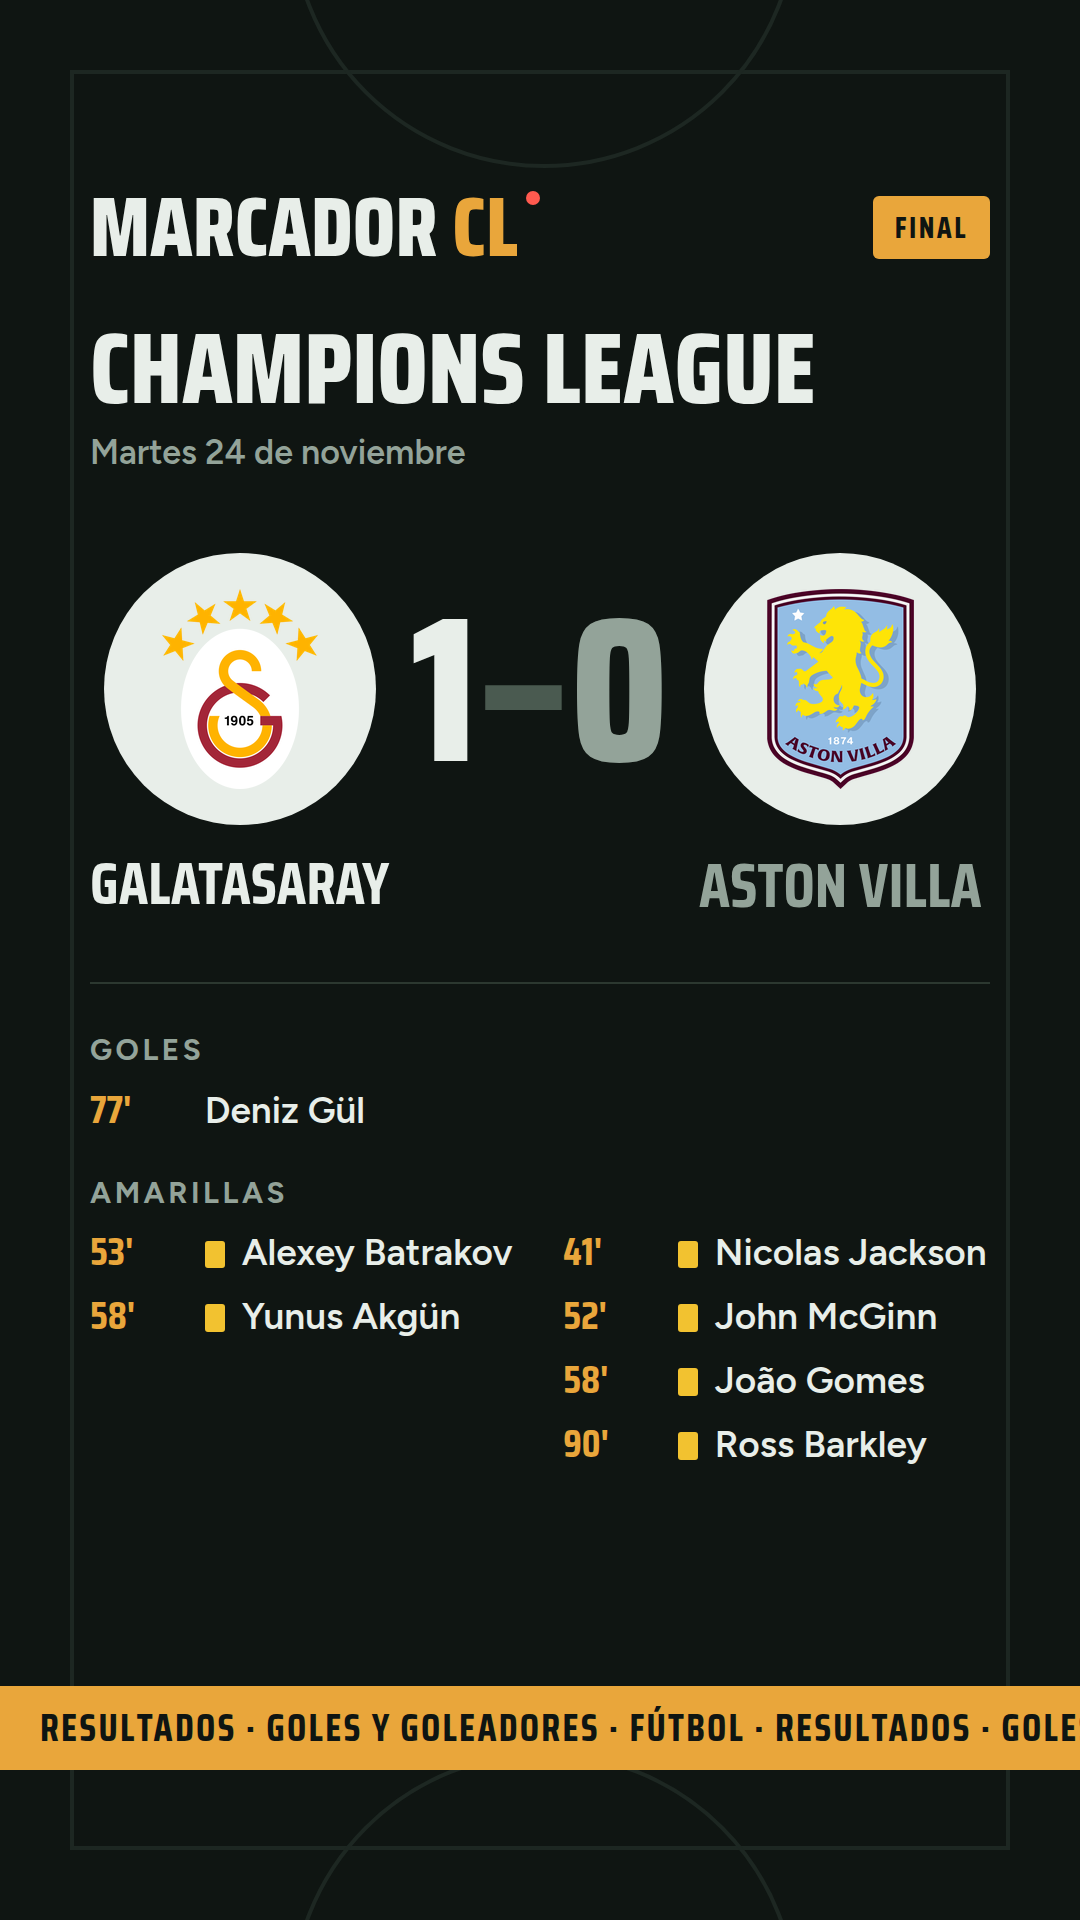 MARCADOR CL
FINAL
CHAMPIONS LEAGUE
Martes 24 de noviembre
1905
1–0
1874
ASTON VILLA
GALATASARAY
ASTON VILLA
GOLES
77' Deniz Gül
AMARILLAS
53' Alexey Batrakov
58' Yunus Akgün
41' Nicolas Jackson
52' John McGinn
58' João Gomes
90' Ross Barkley
RESULTADOS · GOLES Y GOLEADORES · FÚTBOL · RESULTADOS · GOLES